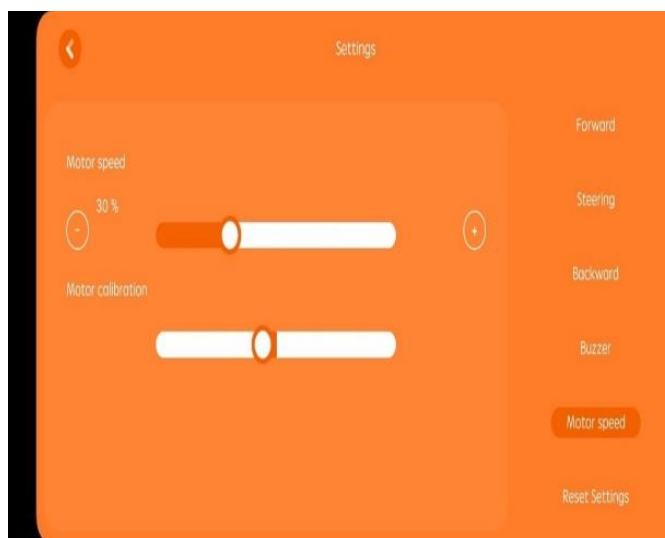 Settings
Motor speed
30 %
-
+
Motor calibration
Forward
Steering
Backward
Buzzer
Motor speed
Reset Settings